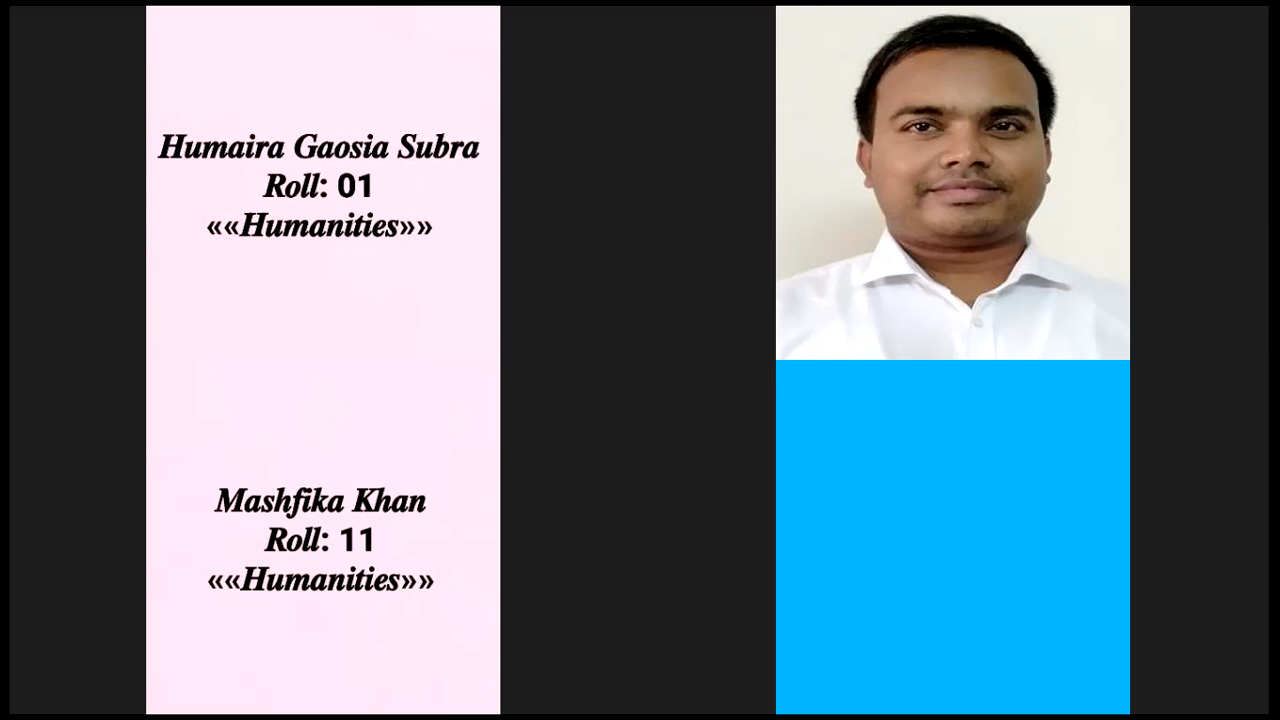 Humaira Gaosia Subra
Roll: 01
««Humanities»»
Mashfika Khan
Roll: 11
««Humanities»»